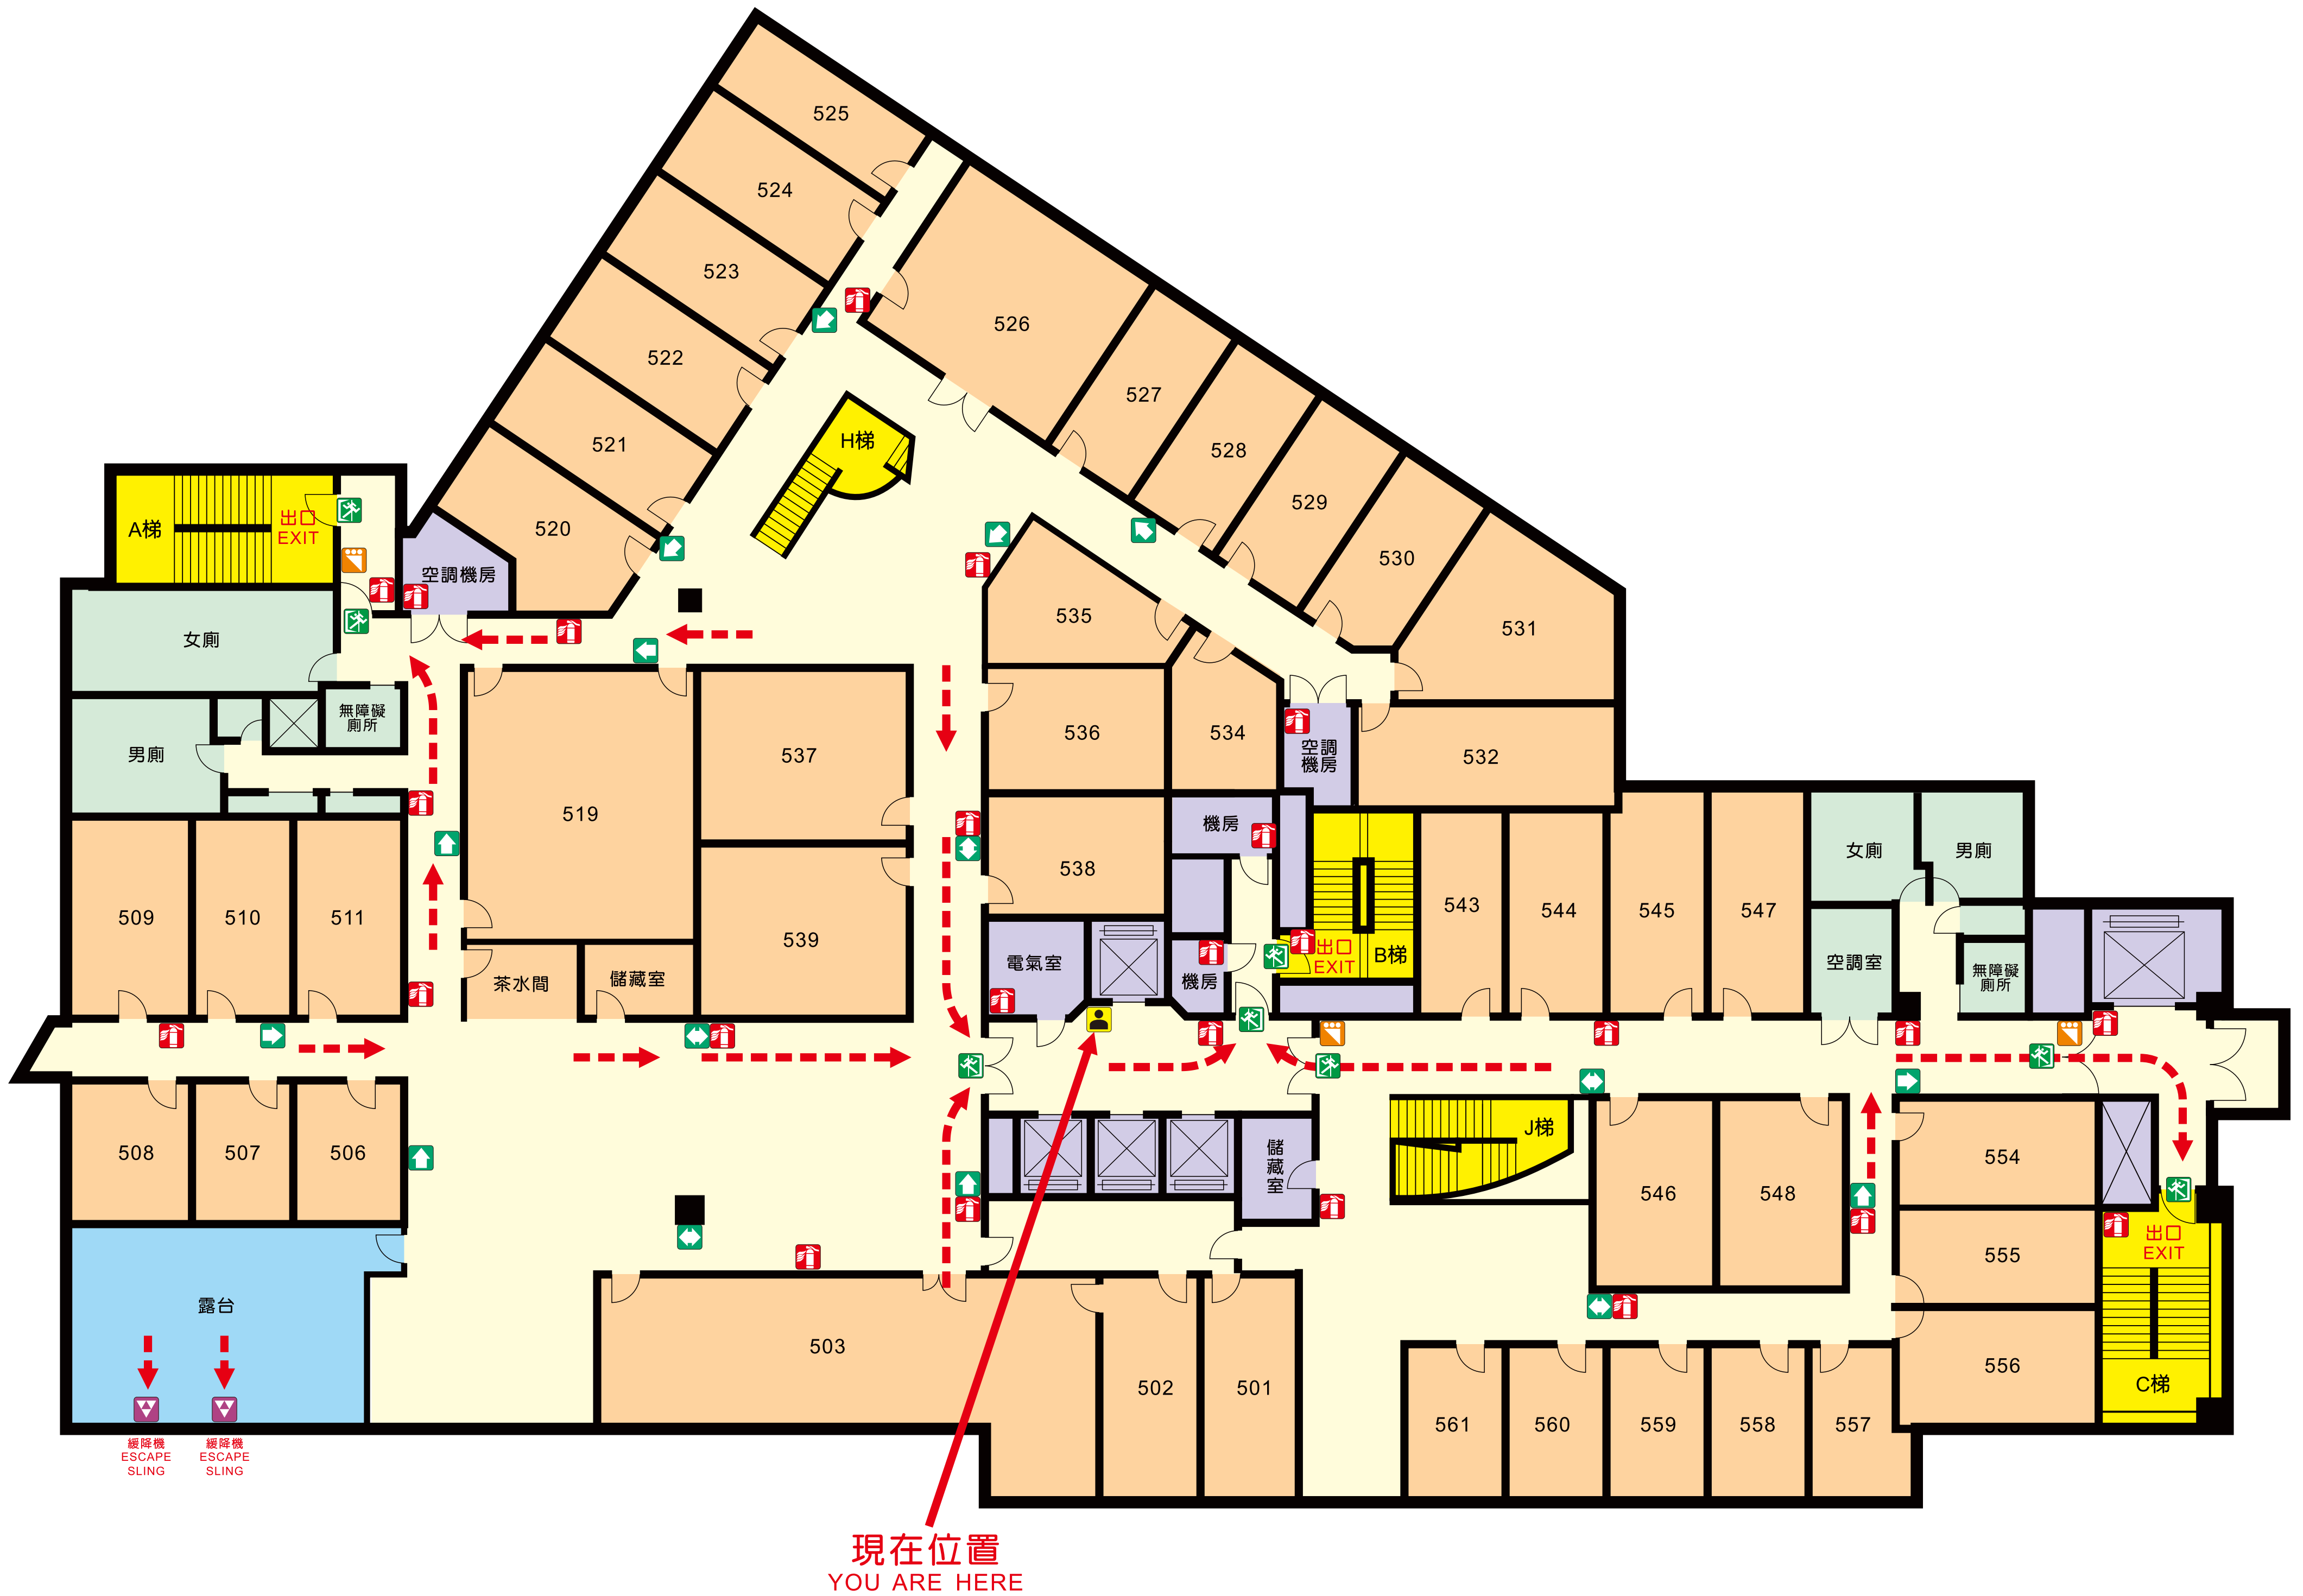 525
524
523
526
522
527
H梯
521
528
529
A梯
出口
EXIT
520
530
空調機房
535
531
女廁
無障礙
廁所
男廁
537
536
534
空調
機房
532
519
機房
538
女廁
男廁
509
510
511
539
543
544
545
547
茶水間
儲藏室
電氣室
機房
出口
EXIT
B梯
空調室
無障礙
廁所
508
507
506
儲
藏
室
J梯
546
548
554
出口
EXIT
555
露台
503
502
501
556
C梯
561
560
559
558
557
緩降機
ESCAPE
SLING
緩降機
ESCAPE
SLING
現在位置
YOU ARE HERE